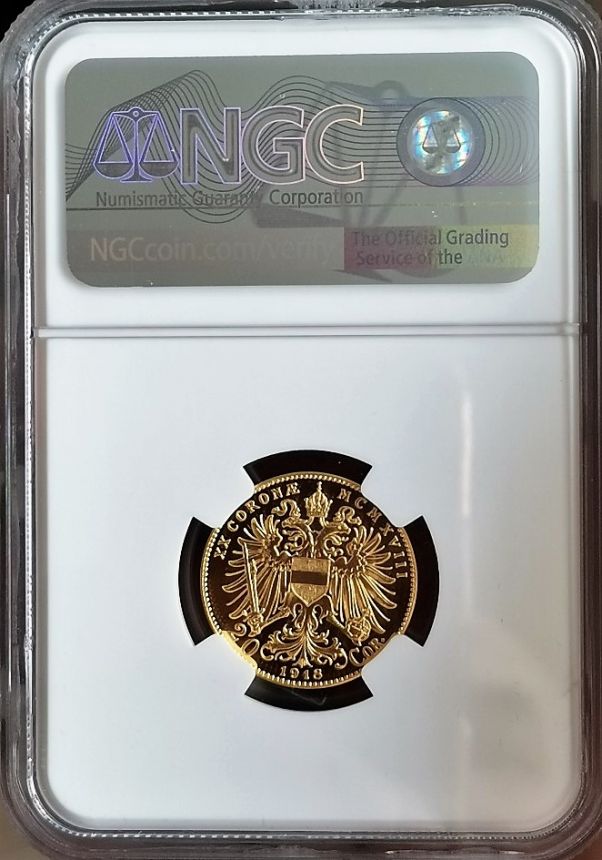 NGC
Numismatic Guaranty Corporation
NGCcoin.com/verify
The Official Grading
Service of the ANA
XX CORONÆ MCMXVIII
20 COR.
1918